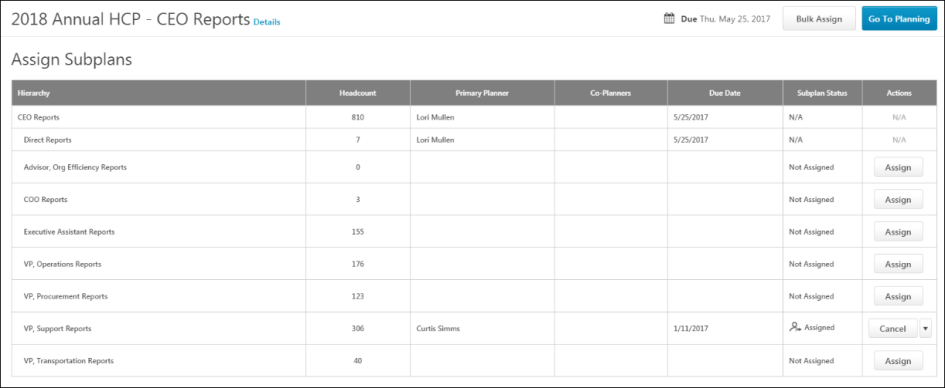 2018 Annual HCP - CEO Reports Details Due Thu. May 25, 2017 Bulk Assign Go To Planning
Assign Subplans
Hierarchy Headcount Primary Planner Co-Planners Due Date Subplan Status Actions
CEO Reports 810 Lori Mullen 5/25/2017 N/A N/A
Direct Reports 7 Lori Mullen 5/25/2017 N/A N/A
Advisor, Org Efficiency Reports 0 Not Assigned Assign
COO Reports 3 Not Assigned Assign
Executive Assistant Reports 155 Not Assigned Assign
VP, Operations Reports 176 Not Assigned Assign
VP, Procurement Reports 123 Not Assigned Assign
VP, Support Reports 306 Curtis Simms 1/11/2017 Assigned Cancel
VP, Transportation Reports 40 Not Assigned Assign